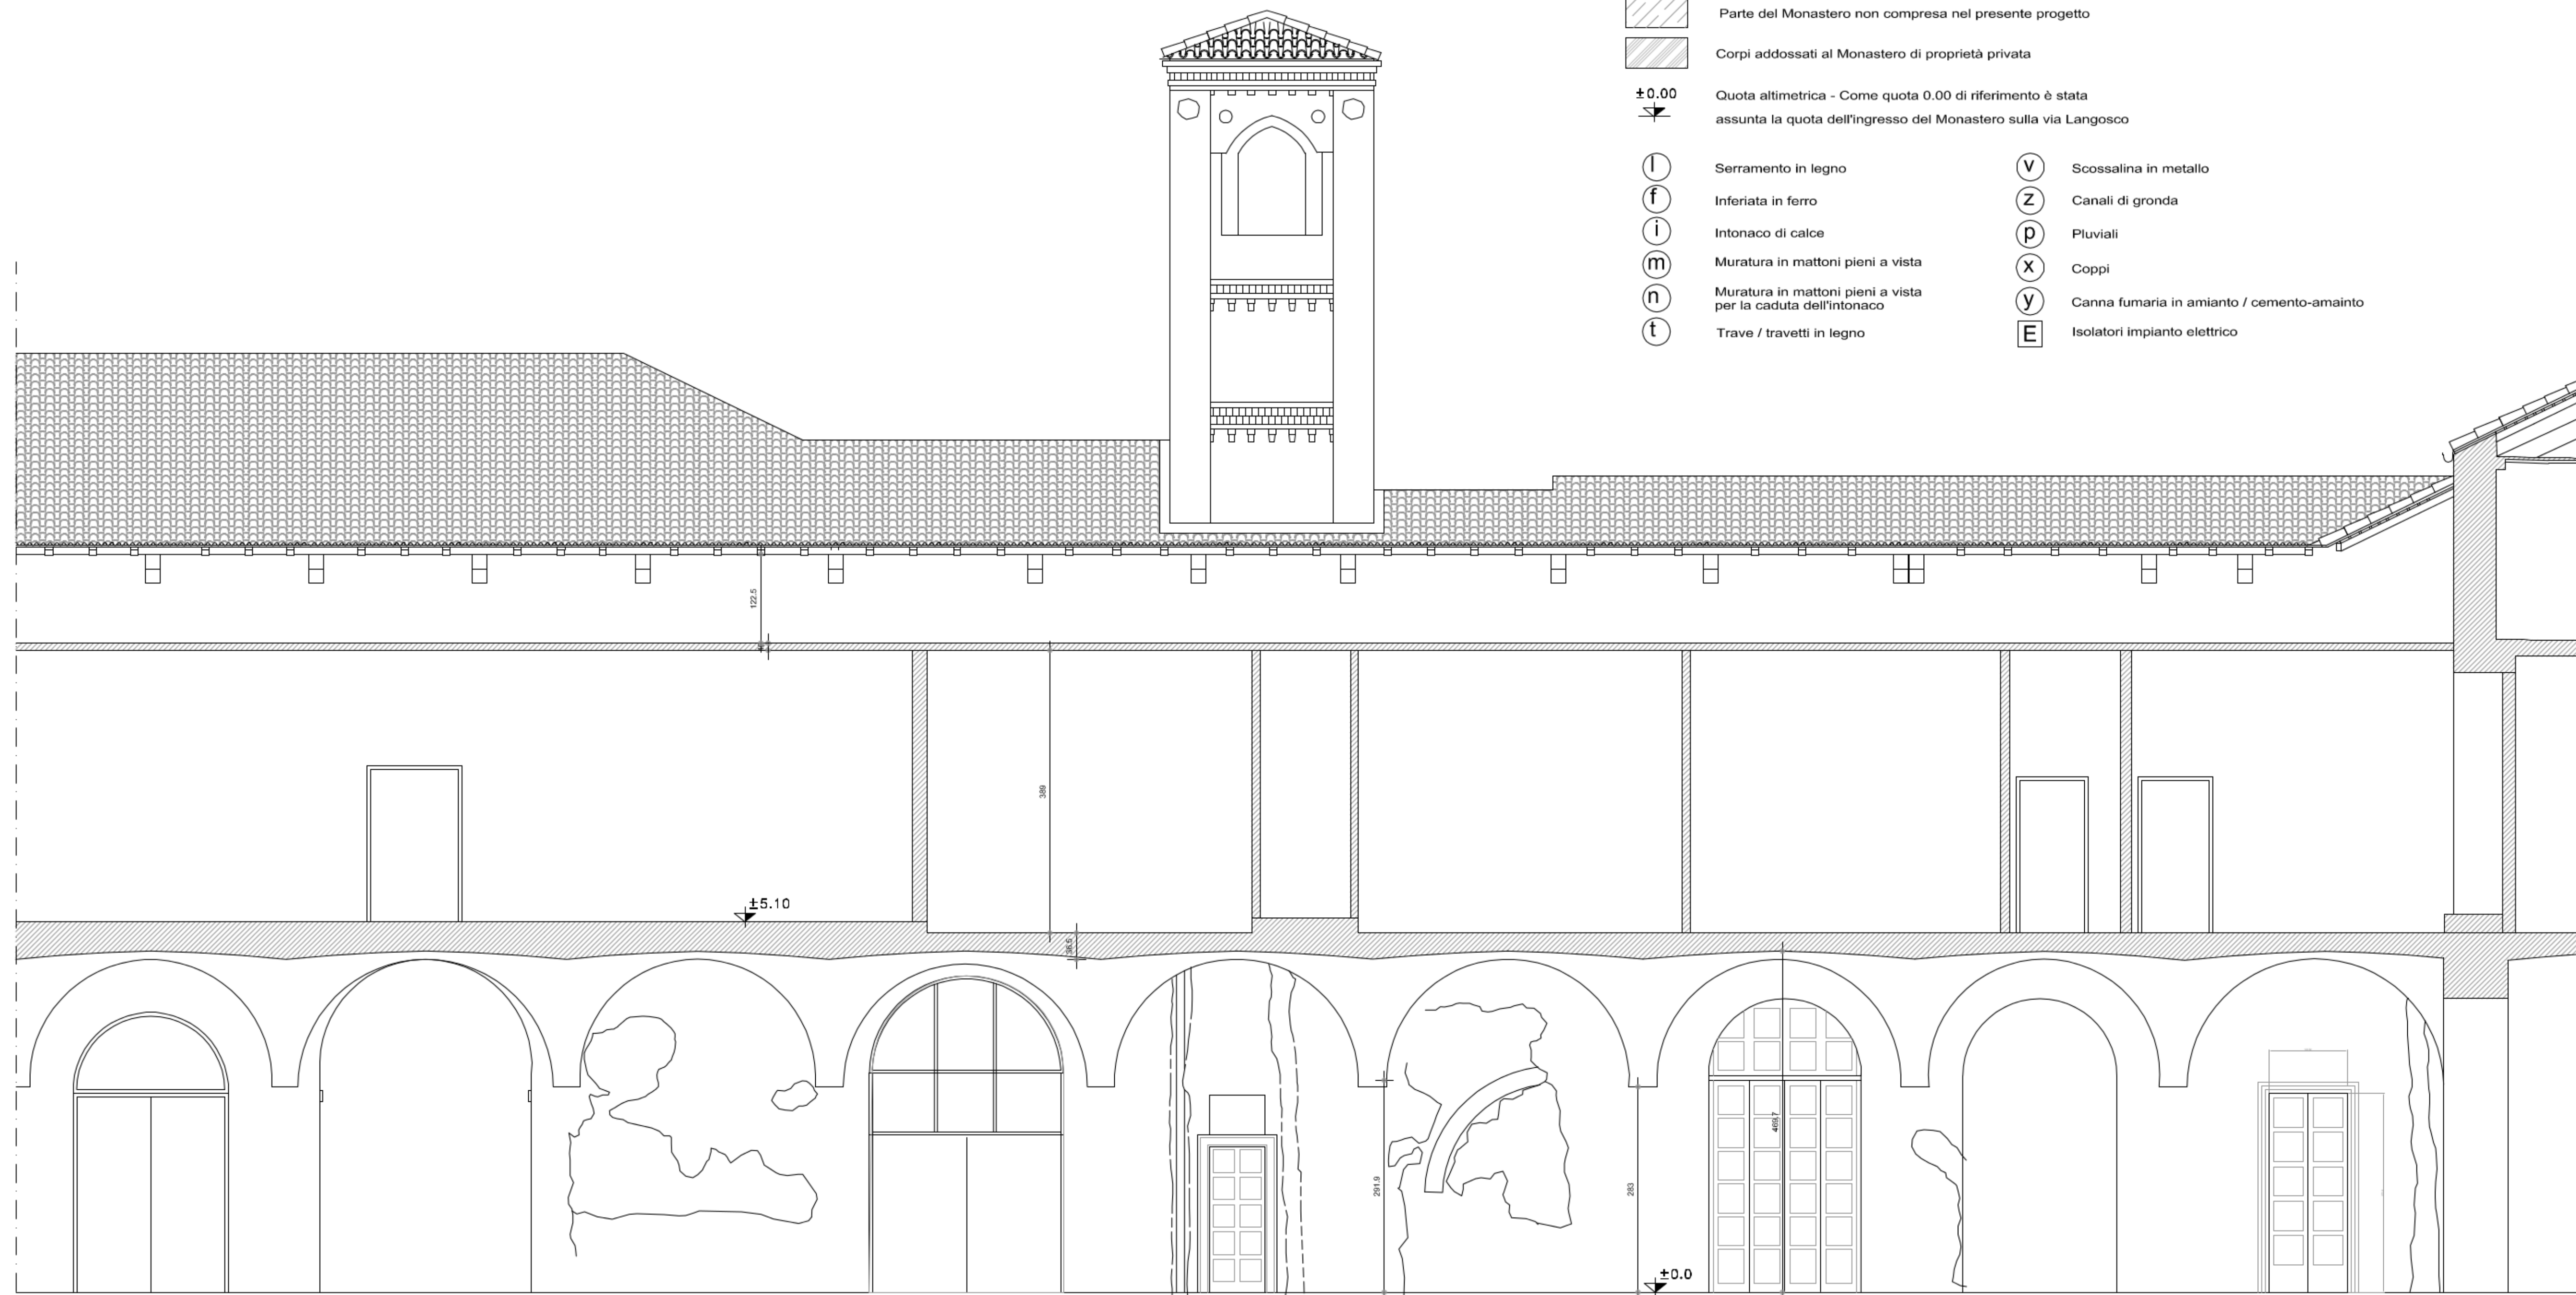 Parte del Monastero non compresa nel presente progetto
Corpi addossati al Monastero di proprietà privata
±0.00
Quota altimetrica - Come quota 0.00 di riferimento è stata
assunta la quota dell'ingresso del Monastero sulla via Langosco
l Serramento in legno
f Inferiata in ferro
i Intonaco di calce
m Muratura in mattoni pieni a vista
n Muratura in mattoni pieni a vista
per la caduta dell'intonaco
t Trave / travetti in legno
v Scossalina in metallo
z Canali di gronda
p Pluviali
x Coppi
y Canna fumaria in amianto / cemento-amainto
E Isolatori impianto elettrico
122.5
389
±5.10
36.5
469.7
291.9
283
±0.0